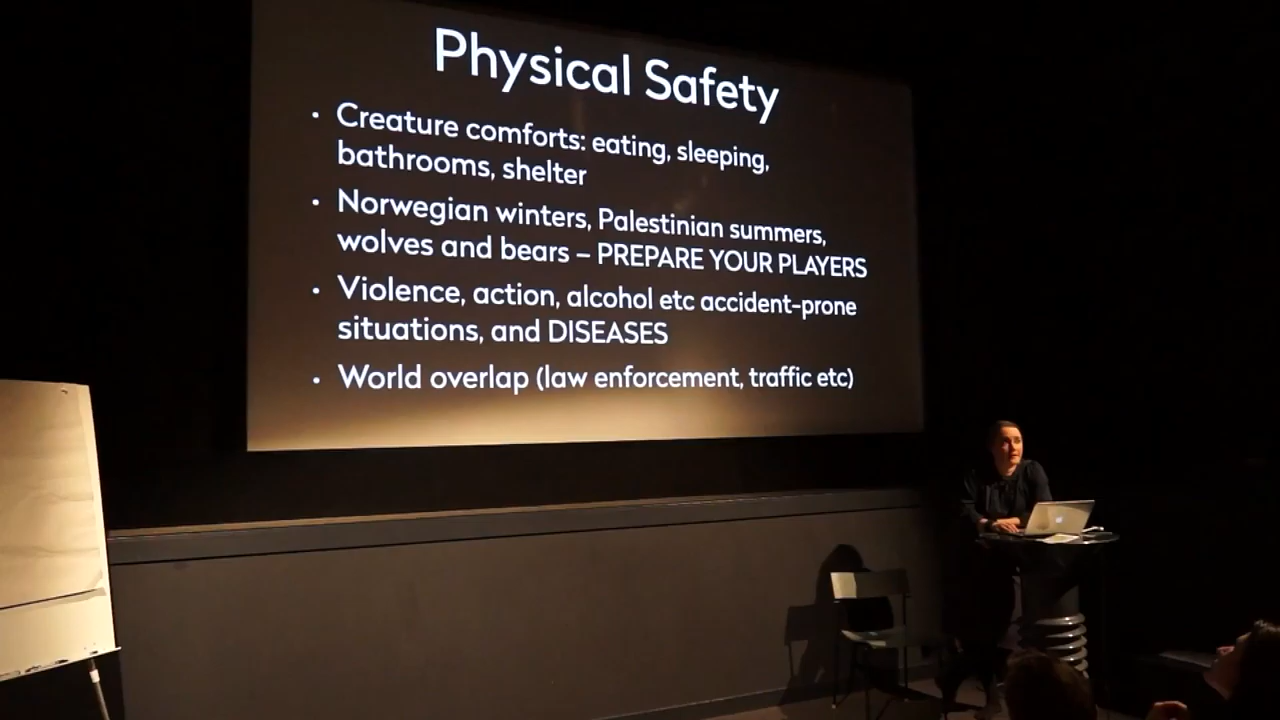 Physical Safety
• Creature comforts: eating, sleeping,
bathrooms, shelter
• Norwegian winters, Palestinian summers,
wolves and bears – PREPARE YOUR PLAYERS
• Violence, action, alcohol etc accident-prone
situations, and DISEASES
• World overlap (law enforcement, traffic etc)